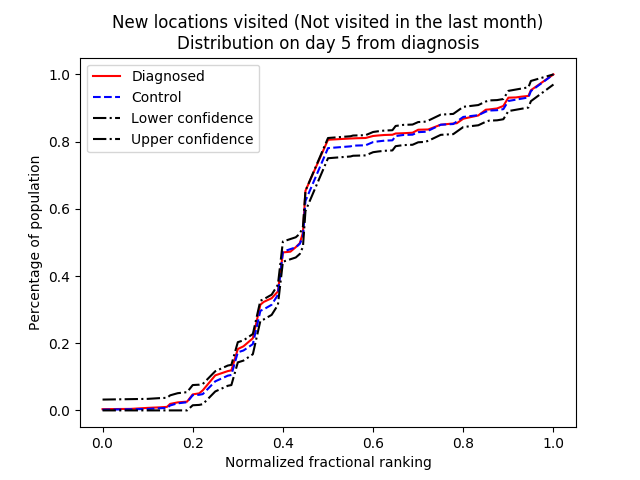 New locations visited (Not visited in the last month)
Distribution on day 5 from diagnosis
Diagnosed
Control
Lower confidence
Upper confidence
Percentage of population
1.0
0.8
0.6
0.4
0.2
0.0
0.0 0.2 0.4 0.6 0.8 1.0
Normalized fractional ranking